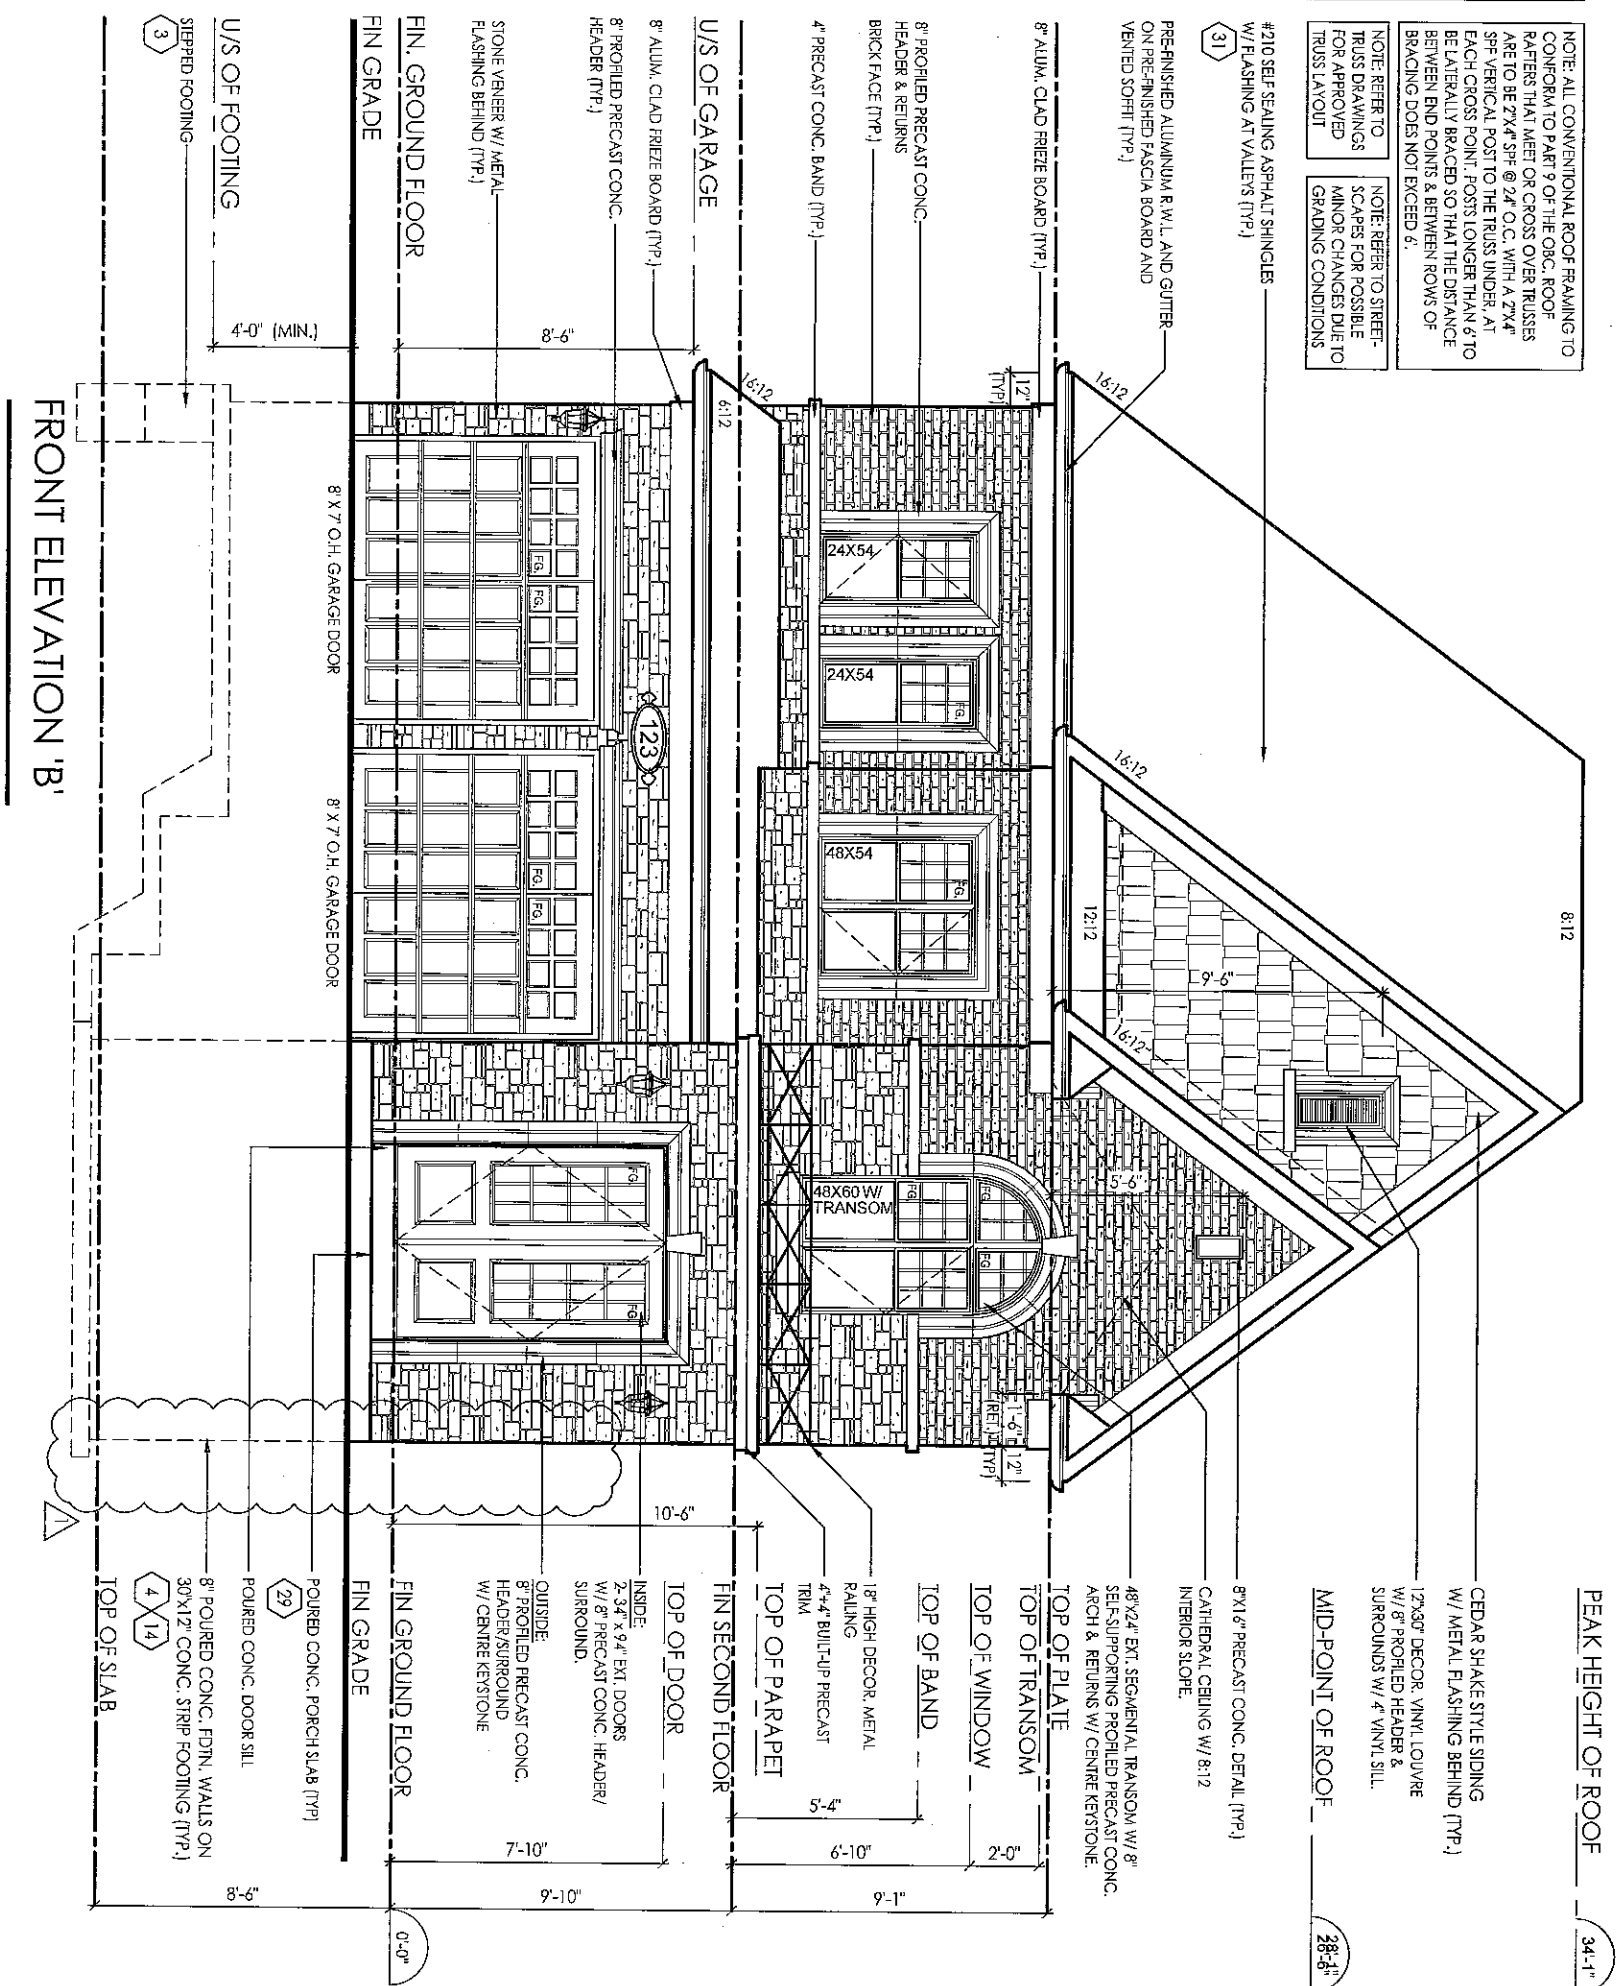 NOTE: ALL CONVENTIONAL ROOF FRAMING TO
CONFORM TO PART 9 OF THE OBC. ROOF
RAFTERS THAT MEET OR CROSS OVER TRUSSES
ARE TO BE 2"X4" SPF @ 24" O.C. WITH A 2"X4"
SPF VERTICAL POST TO THE TRUSS UNDER, AT
EACH CROSS POINT. POSTS LONGER THAN 6' TO
BE LATERALLY BRACED SO THAT THE DISTANCE
BETWEEN END POINTS & BETWEEN ROWS OF
BRACING DOES NOT EXCEED 6'.
NOTE: REFER TO
TRUSS DRAWINGS
FOR APPROVED
TRUSS LAYOUT
NOTE: REFER TO STREET-
SCAPES FOR POSSIBLE
MINOR CHANGES DUE TO
GRADING CONDITIONS
#210 SELF SEALING ASPHALT SHINGLES
W/ FLASHING AT VALLEYS (TYP.)
31
PRE-FINISHED ALUMINUM R.W.L. AND GUTTER
ON PRE-FINISHED FASCIA BOARD AND
VENTED SOFFIT (TYP.)
8" ALUM. CLAD FRIEZE BOARD (TYP.)
8" PROFILED PRECAST CONC.
HEADER & RETURNS
BRICK FACE (TYP.)
4" PRECAST CONC. BAND (TYP.)
U/S OF GARAGE
8" ALUM. CLAD FRIEZE BOARD (TYP.)
8" PROFILED PRECAST CONC.
HEADER (TYP.)
STONE VENEER W/ METAL
FLASHING BEHIND (TYP.)
FIN. GROUND FLOOR
FIN GRADE
U/S OF FOOTING
STEPPED FOOTING
3
8'-6"
4'-0" (MIN.)
8:12
16:12
16:12
12:12
16:12
9'-6"
5'-6"
12"
(TYP)
16:12
6:12
24X54
24X54
FG.
48X54
FG.
48X60 W/
TRANSOM
FG
FG
FG
1'-6"
(RET.)
12"
(TYP)
123
FG.
FG.
FG.
FG.
FG.
FG.
8' X 7' O.H. GARAGE DOOR
8' X 7' O.H. GARAGE DOOR
10'-6"
1
PEAK HEIGHT OF ROOF
34'-1"
CEDAR SHAKE STYLE SIDING
W/ METAL FLASHING BEHIND (TYP.)
12"X30" DECOR. VINYL LOUVRE
W/ 8" PROFILED HEADER &
SURROUNDS W/ 4" VINYL SILL.
MID-POINT OF ROOF
8"X16" PRECAST CONC. DETAIL (TYP.)
CATHEDRAL CEILING W/ 8:12
INTERIOR SLOPE.
48"x24" EXT. SEGMENTAL TRANSOM W/ 8"
SELF-SUPPORTING PROFILED PRECAST CONC.
ARCH & RETURNS W/ CENTRE KEYSTONE.
TOP OF PLATE
TOP OF TRANSOM
TOP OF WINDOW
TOP OF BAND
18" HIGH DECOR. METAL
RAILING
4"+4" BUILT-UP PRECAST
TRIM
TOP OF PARAPET
FIN SECOND FLOOR
TOP OF DOOR
INSIDE:
2-34" x 94" EXT. DOORS
W/ 8" PRECAST CONC. HEADER/
SURROUND.
OUTSIDE:
8" PROFILED PRECAST CONC.
HEADER/SURROUND
W/ CENTRE KEYSTONE
FIN GROUND FLOOR
FIN GRADE
POURED CONC. PORCH SLAB (TYP)
29
POURED CONC. DOOR SILL
8" POURED CONC. FDTN. WALLS ON
30"x12" CONC. STRIP FOOTING (TYP.)
4
14
TOP OF SLAB
2'-0"
6'-10"
5'-4"
9'-1"
7'-10"
9'-10"
8'-6"
0'-0"
FRONT ELEVATION 'B'